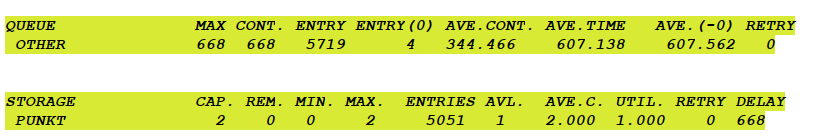 QUEUE MAX CONT. ENTRY ENTRY(0) AVE.CONT. AVE.TIME AVE.(-0) RETRY
OTHER 668 668 5719 4 344.466 607.138 607.562 0
STORAGE CAP. REM. MIN. MAX. ENTRIES AVL. AVE.C. UTIL. RETRY DELAY
PUNKT 2 0 0 2 5051 1 2.000 1.000 0 668